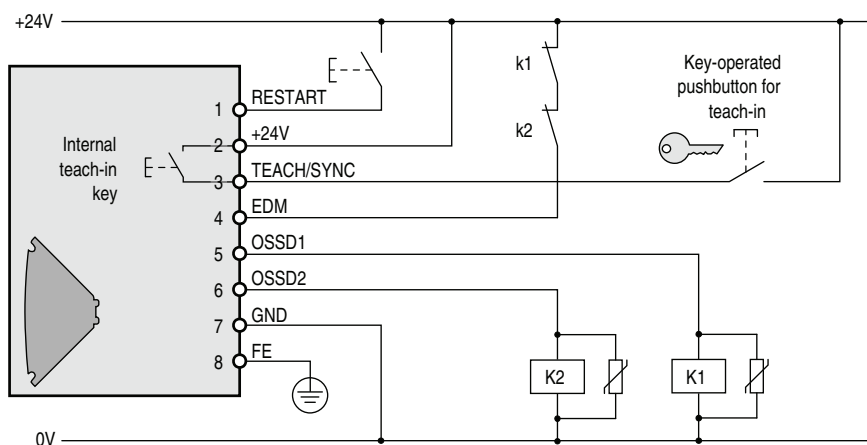 +24V
Key-operated
pushbutton for
teach-in
k1
k2
Internal
teach-in
key
1 RESTART
2 +24V
3 TEACH/SYNC
4 EDM
5 OSSD1
6 OSSD2
7 GND
8 FE
K2
K1
0V